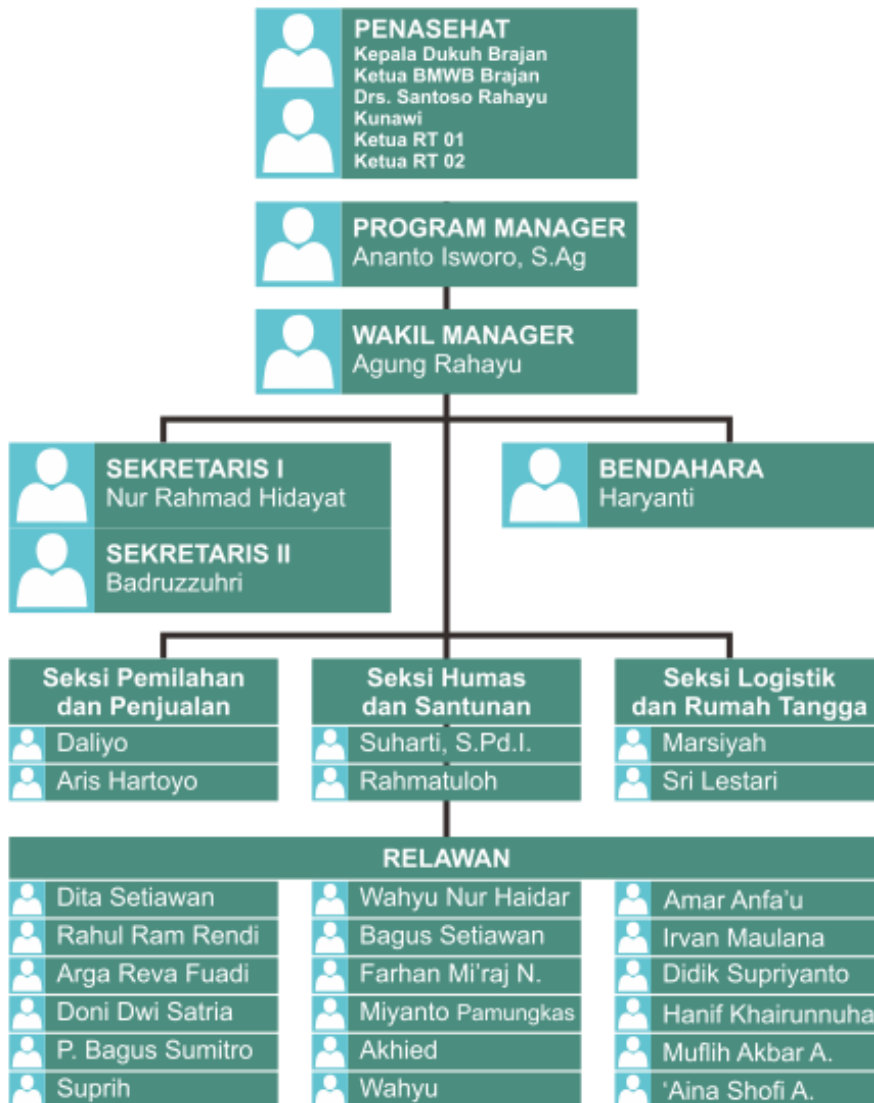 PENASEHAT
Kepala Dukuh Brajan
Ketua BMWB Brajan
Drs. Santoso Rahayu
Kunawi
Ketua RT 01
Ketua RT 02
PROGRAM MANAGER
Ananto Isworo, S.Ag
WAKIL MANAGER
Agung Rahayu
SEKRETARIS I
Nur Rahmad Hidayat
SEKRETARIS II
Badruzzuhri
BENDAHARA
Haryanti
Seksi Pemilahan
dan Penjualan
Daliyo
Aris Hartoyo
Seksi Humas
dan Santunan
Suharti, S.Pd.I.
Rahmatuloh
Seksi Logistik
dan Rumah Tangga
Marsiyah
Sri Lestari
RELAWAN
Dita Setiawan
Rahul Ram Rendi
Arga Reva Fuadi
Doni Dwi Satria
P. Bagus Sumitro
Suprih
Wahyu Nur Haidar
Bagus Setiawan
Farhan Mi'raj N.
Miyanto Pamungkas
Akhied
Wahyu
Amar Anfa'u
Irvan Maulana
Didik Supriyanto
Hanif Khairunnuha
Muflih Akbar A.
'Aina Shofi A.